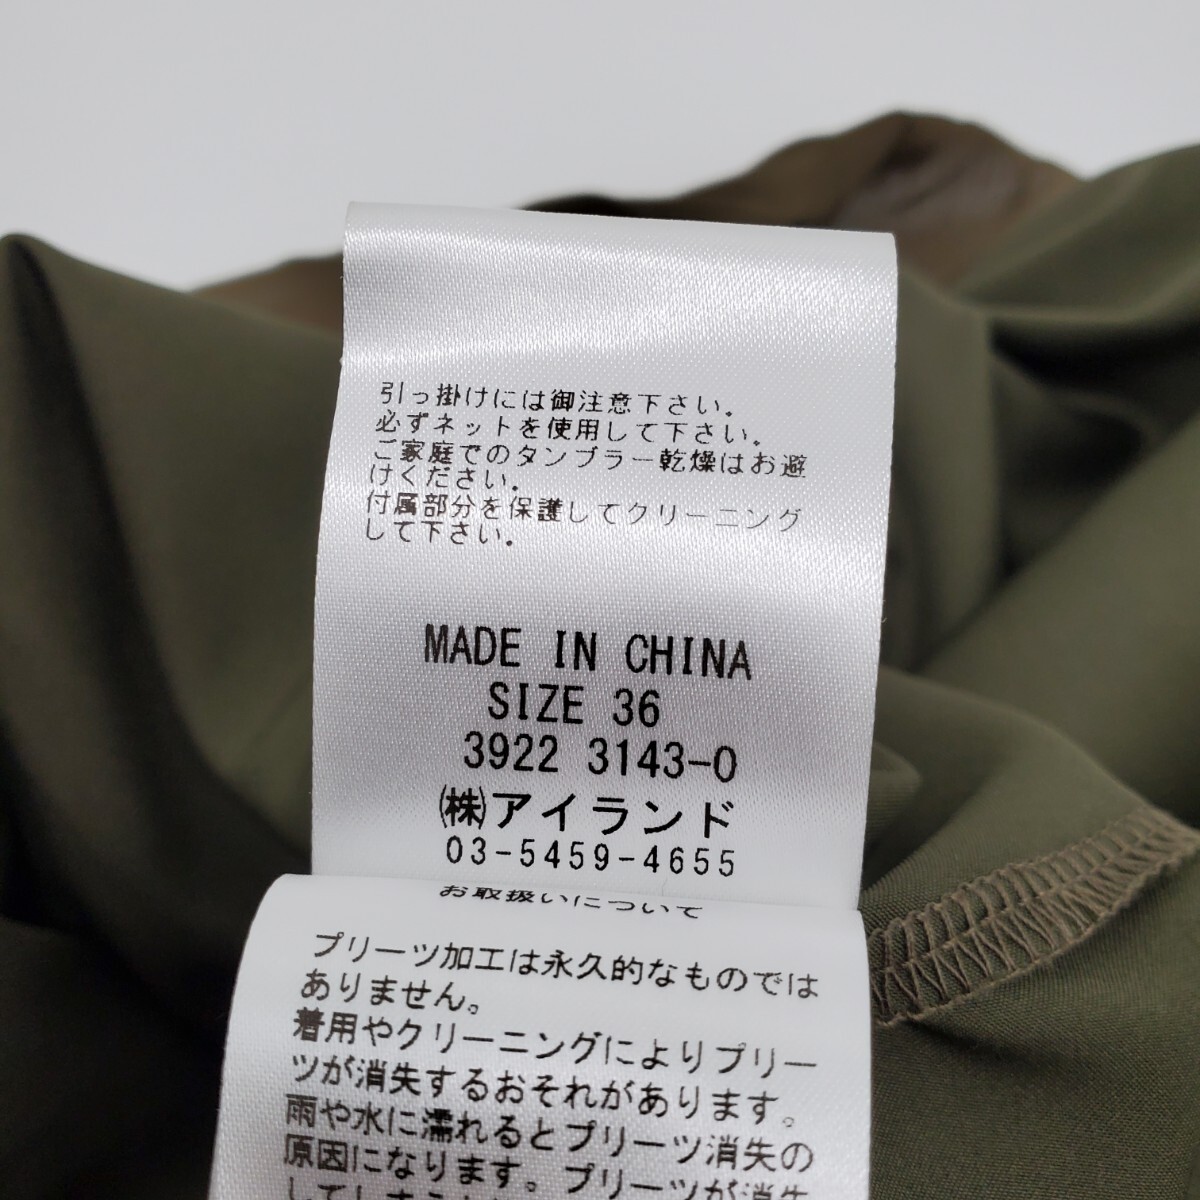 引っ掛けには御注意下さい。
必ずネットを使用して下さい。
ご家庭でのタンブラー乾燥はお避
けください。
付属部分を保護してクリーニング
して下さい。
MADE IN CHINA
SIZE 36
3922 3143-0
㈱アイランド
03-5459-4655
お取扱いについて
プリーツ加工は永久的なものでは
ありません。
着用やクリーニングによりプリー
ツが消失するおそれがあります。
雨や水に濡れるとプリーツ消失の
原因になります。プリーツが消失